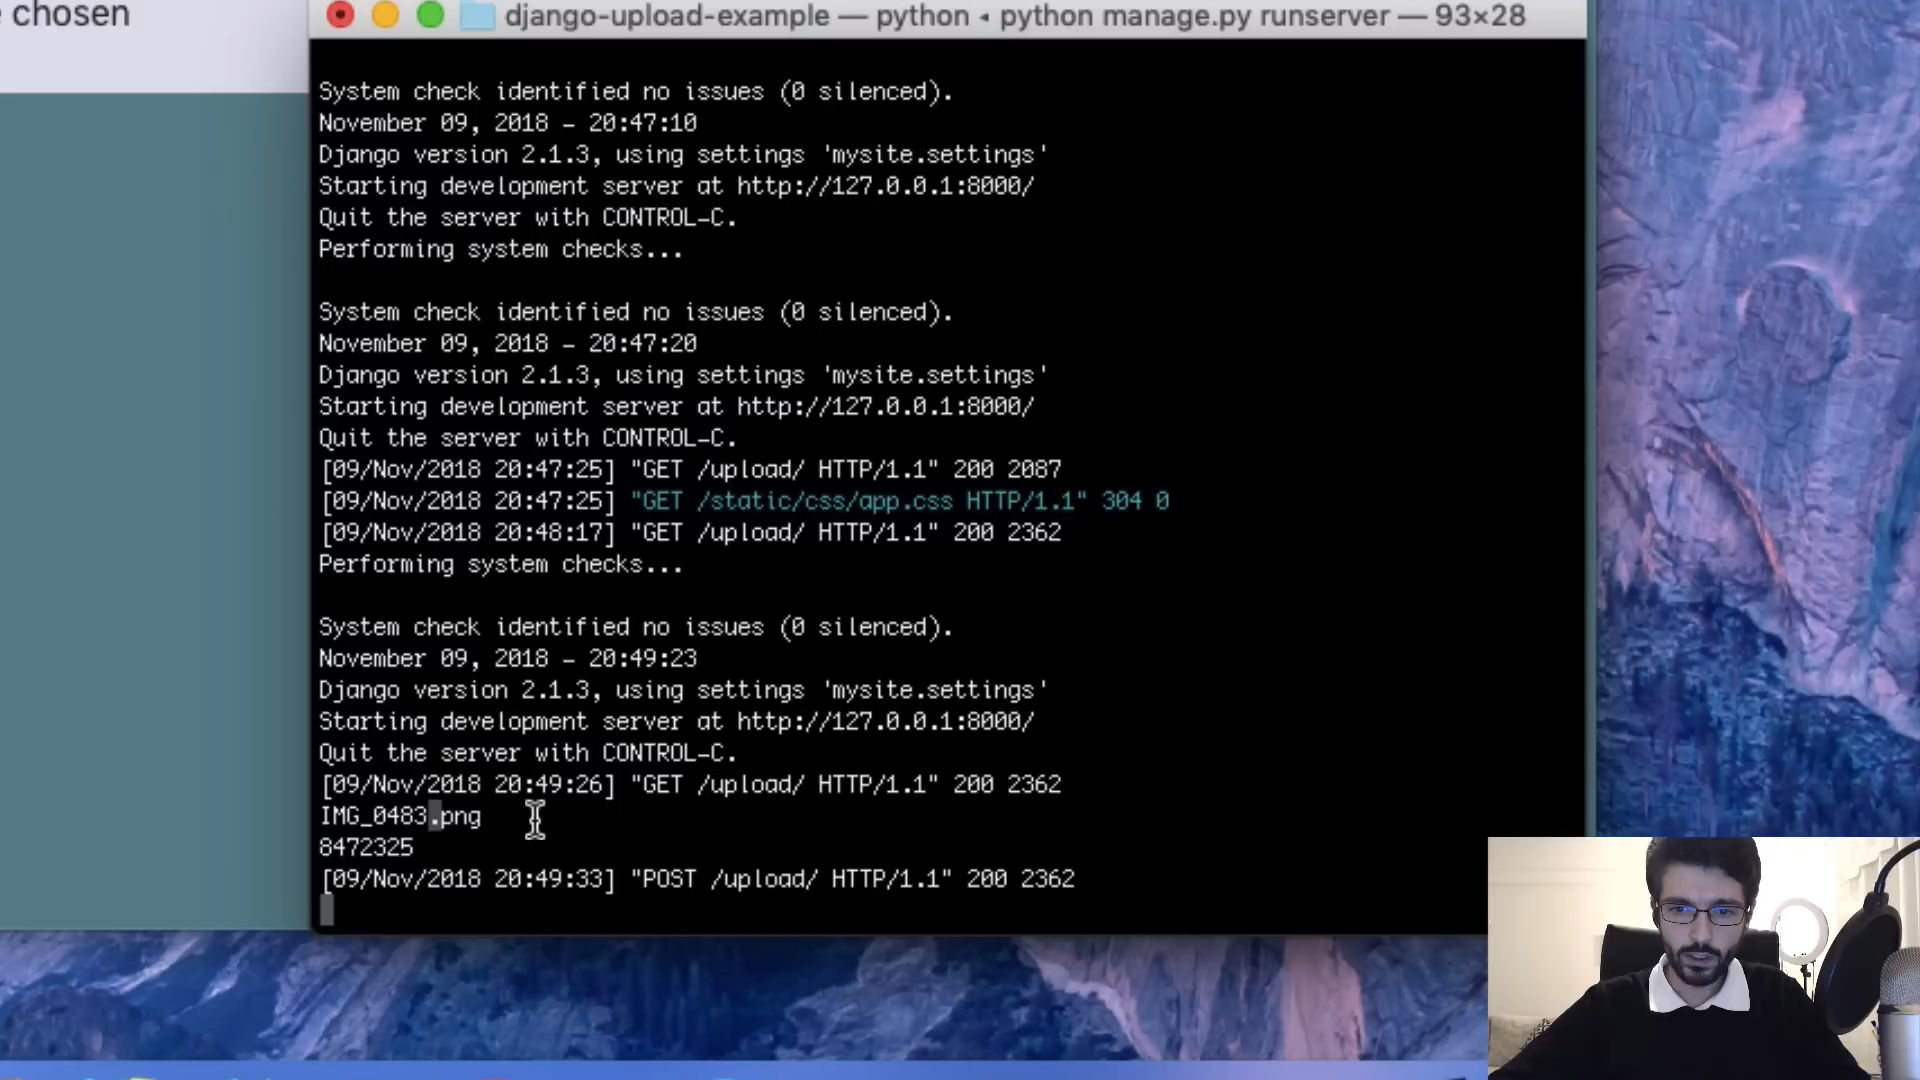 chosen
django-upload-example — python ◂ python manage.py runserver — 93×28
System check identified no issues (0 silenced).
November 09, 2018 - 20:47:10
Django version 2.1.3, using settings 'mysite.settings'
Starting development server at http://127.0.0.1:8000/
Quit the server with CONTROL-C.
Performing system checks...
System check identified no issues (0 silenced).
November 09, 2018 - 20:47:20
Django version 2.1.3, using settings 'mysite.settings'
Starting development server at http://127.0.0.1:8000/
Quit the server with CONTROL-C.
[09/Nov/2018 20:47:25] "GET /upload/ HTTP/1.1" 200 2087
[09/Nov/2018 20:47:25] "GET /static/css/app.css HTTP/1.1" 304 0
[09/Nov/2018 20:48:17] "GET /upload/ HTTP/1.1" 200 2362
Performing system checks...
System check identified no issues (0 silenced).
November 09, 2018 - 20:49:23
Django version 2.1.3, using settings 'mysite.settings'
Starting development server at http://127.0.0.1:8000/
Quit the server with CONTROL-C.
[09/Nov/2018 20:49:26] "GET /upload/ HTTP/1.1" 200 2362
IMG_0483.png
8472325
[09/Nov/2018 20:49:33] "POST /upload/ HTTP/1.1" 200 2362